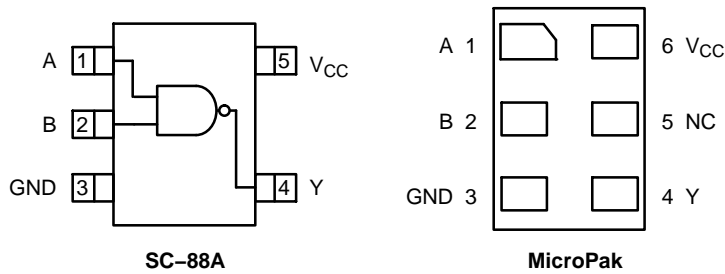 A 1 5 VCC
B 2
GND 3 4 Y
SC–88A
A 1 6 VCC
B 2 5 NC
GND 3 4 Y
MicroPak